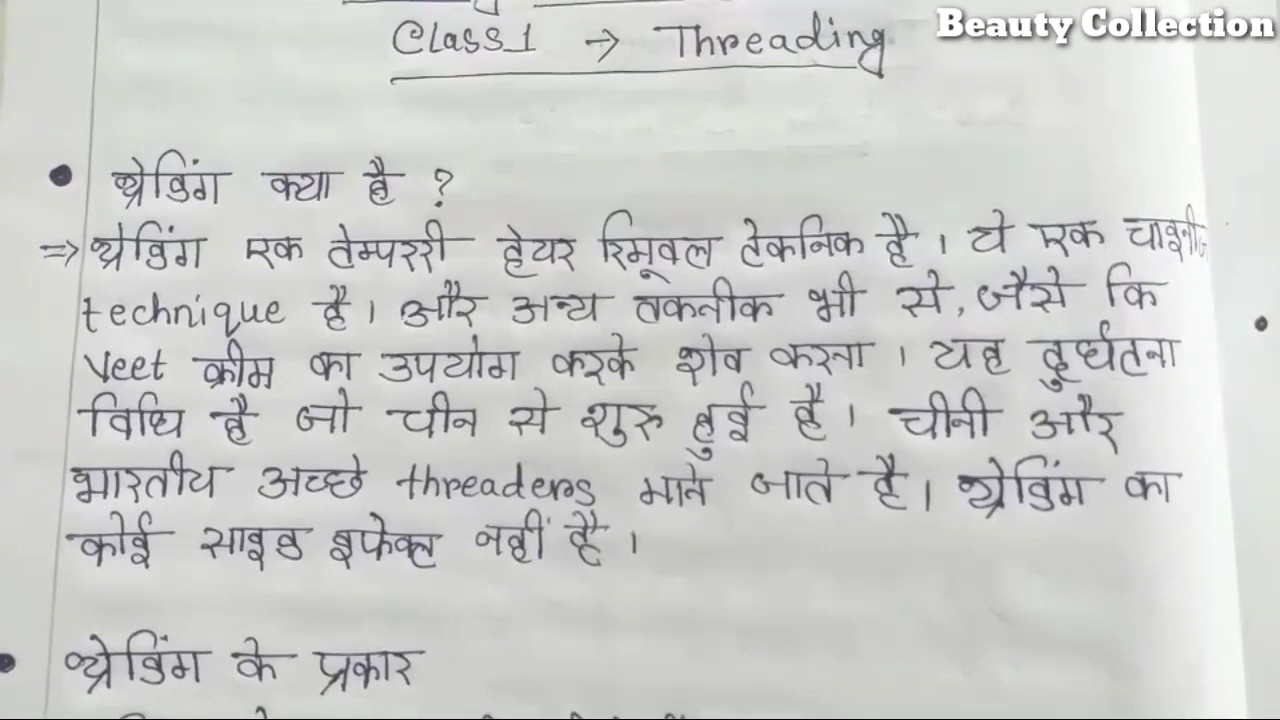 Beauty Collection
Class 1 → Threading
• थ्रेडिंग क्या है ?
⇒ थ्रेडिंग एक तेम्पररी हेयर रिमूवल टेकनिक है। ये एक चाइनीज
technique है। और अन्य तकनीक भी से, जैसे कि
Veet क्रीम का उपयोग करके शेव करना। यह दुर्घतना
विधि है जो चीन से शुरु हुई है। चीनी और
भारतीय अच्छे threaders माने जाते है। थ्रेडिंग का
कोई साइड इफेक्ट नहीं है।
• थ्रेडिंग के प्रकार